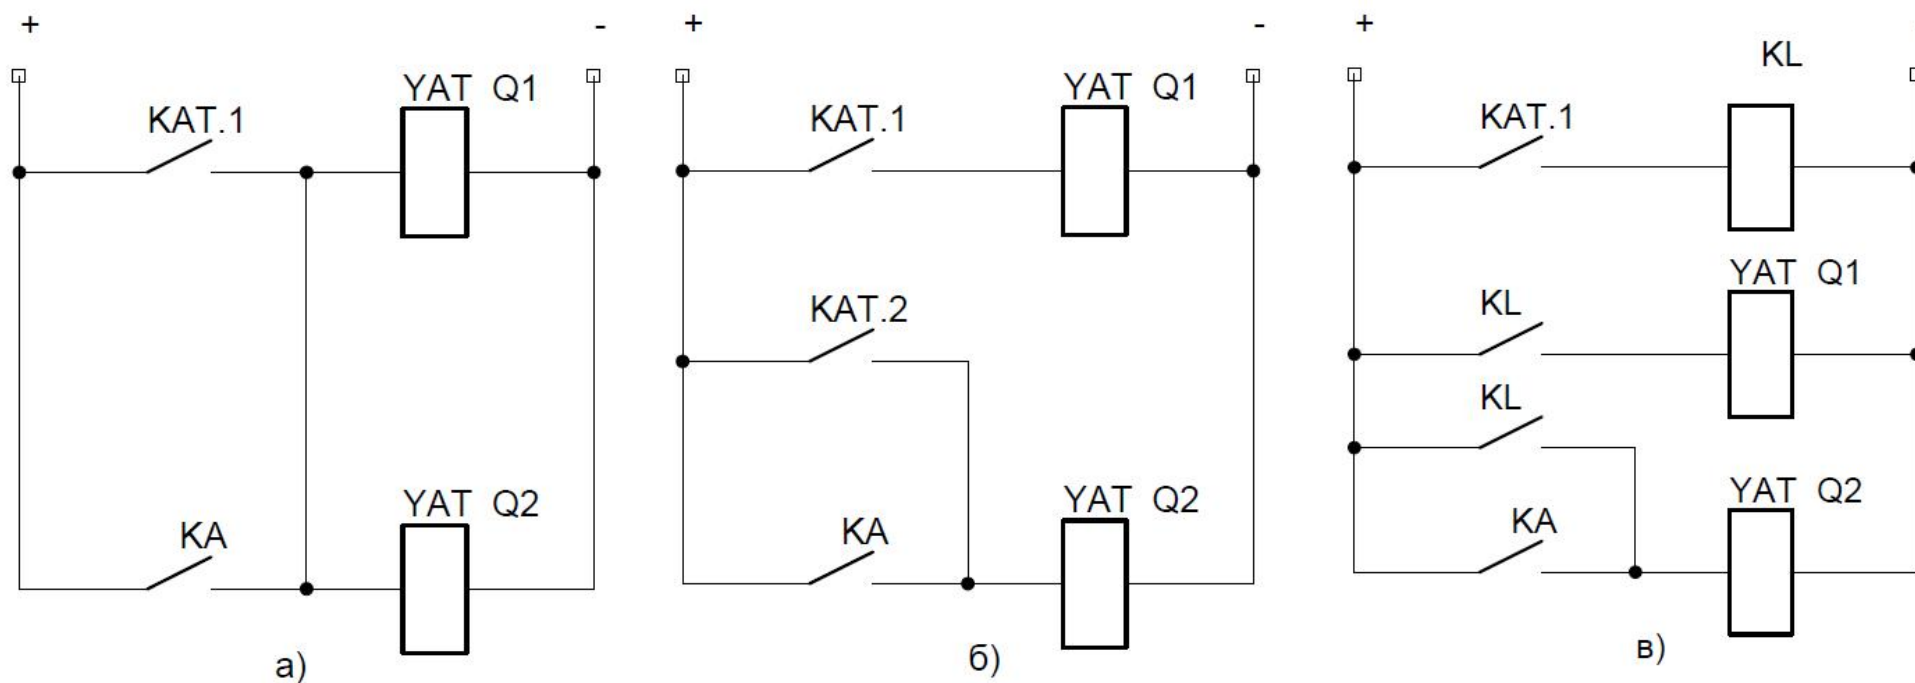 + -
YAT Q1
KAT.1
KA
YAT Q2
а)
+ -
YAT Q1
KAT.1
KAT.2
KA
YAT Q2
б)
+
KL
KAT.1
YAT Q1
KL
KL
YAT Q2
KA
в)